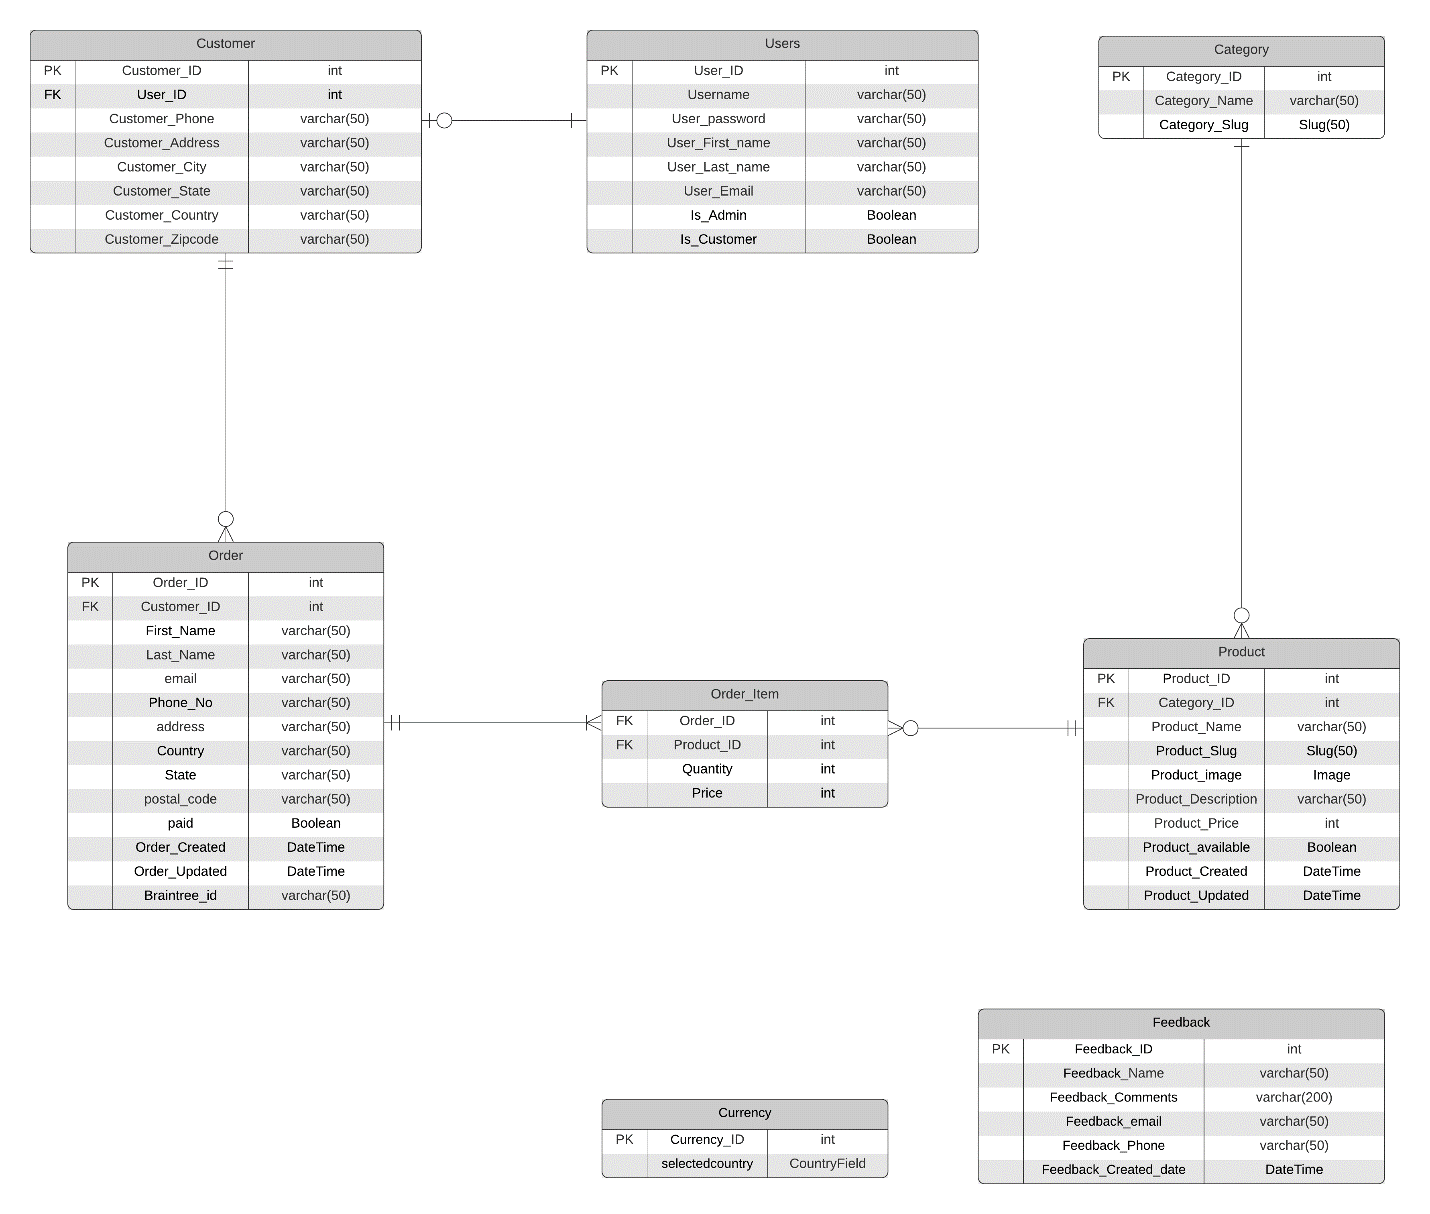 Customer
PK Customer_ID int
FK User_ID int
Customer_Phone varchar(50)
Customer_Address varchar(50)
Customer_City varchar(50)
Customer_State varchar(50)
Customer_Country varchar(50)
Customer_Zipcode varchar(50)
Users
PK User_ID int
Username varchar(50)
User_password varchar(50)
User_First_name varchar(50)
User_Last_name varchar(50)
User_Email varchar(50)
Is_Admin Boolean
Is_Customer Boolean
Category
PK Category_ID int
Category_Name varchar(50)
Category_Slug Slug(50)
Order
PK Order_ID int
FK Customer_ID int
First_Name varchar(50)
Last_Name varchar(50)
email varchar(50)
Phone_No varchar(50)
address varchar(50)
Country varchar(50)
State varchar(50)
postal_code varchar(50)
paid Boolean
Order_Created DateTime
Order_Updated DateTime
Braintree_id varchar(50)
Order_Item
FK Order_ID int
FK Product_ID int
Quantity int
Price int
Product
PK Product_ID int
FK Category_ID int
Product_Name varchar(50)
Product_Slug Slug(50)
Product_image Image
Product_Description varchar(50)
Product_Price int
Product_available Boolean
Product_Created DateTime
Product_Updated DateTime
Currency
PK Currency_ID int
selectedcountry CountryField
Feedback
PK Feedback_ID int
Feedback_Name varchar(50)
Feedback_Comments varchar(200)
Feedback_email varchar(50)
Feedback_Phone varchar(50)
Feedback_Created_date DateTime